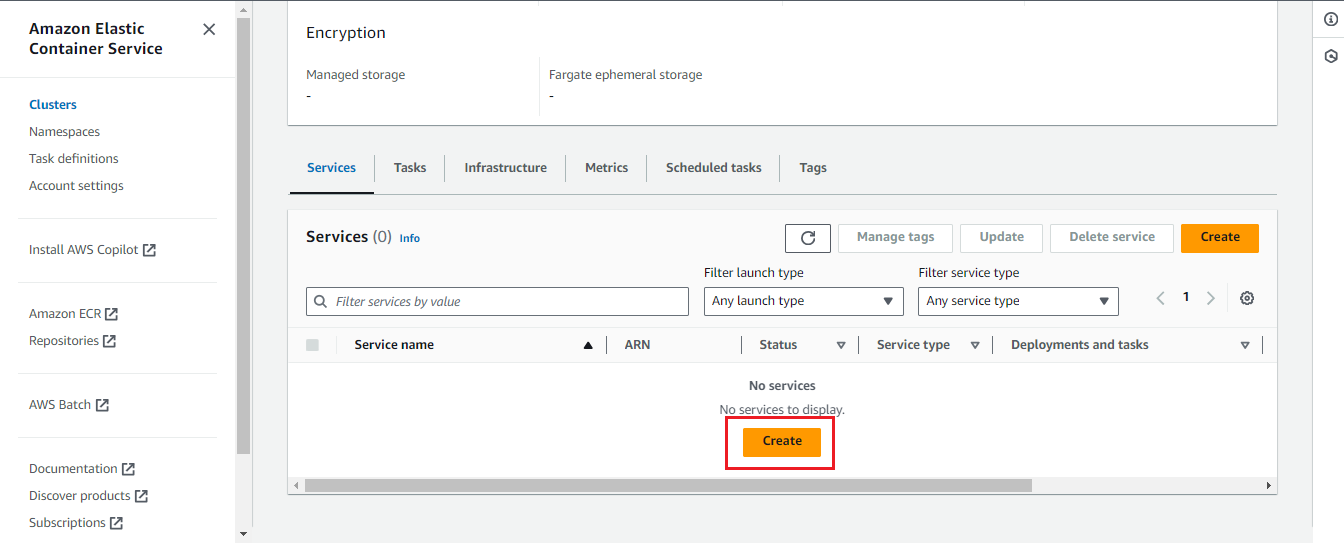 Amazon Elastic
Container Service
Clusters
Namespaces
Task definitions
Account settings
Install AWS Copilot
Amazon ECR
Repositories
AWS Batch
Documentation
Discover products
Subscriptions
Encryption
Managed storage
-
Fargate ephemeral storage
-
Services
Tasks
Infrastructure
Metrics
Scheduled tasks
Tags
Services (0) Info
Manage tags
Update
Delete service
Create
Filter services by value
Filter launch type
Any launch type
Filter service type
Any service type
1
Service name
ARN
Status
Service type
Deployments and tasks
No services
No services to display.
Create